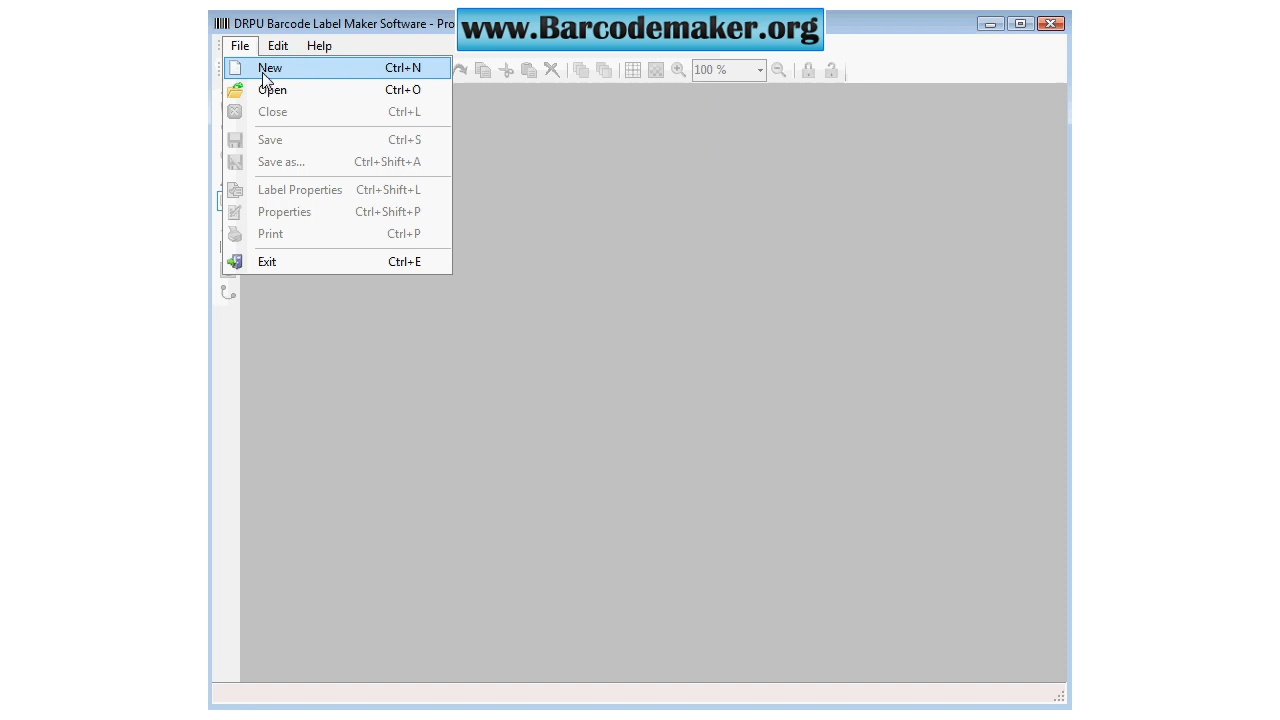 DRPU Barcode Label Maker Software - Pro
www.Barcodemaker.org
File Edit Help
New Ctrl+N
100 %
Open Ctrl+O
Close Ctrl+L
Save Ctrl+S
Save as... Ctrl+Shift+A
Label Properties Ctrl+Shift+L
Properties Ctrl+Shift+P
Print Ctrl+P
Exit Ctrl+E